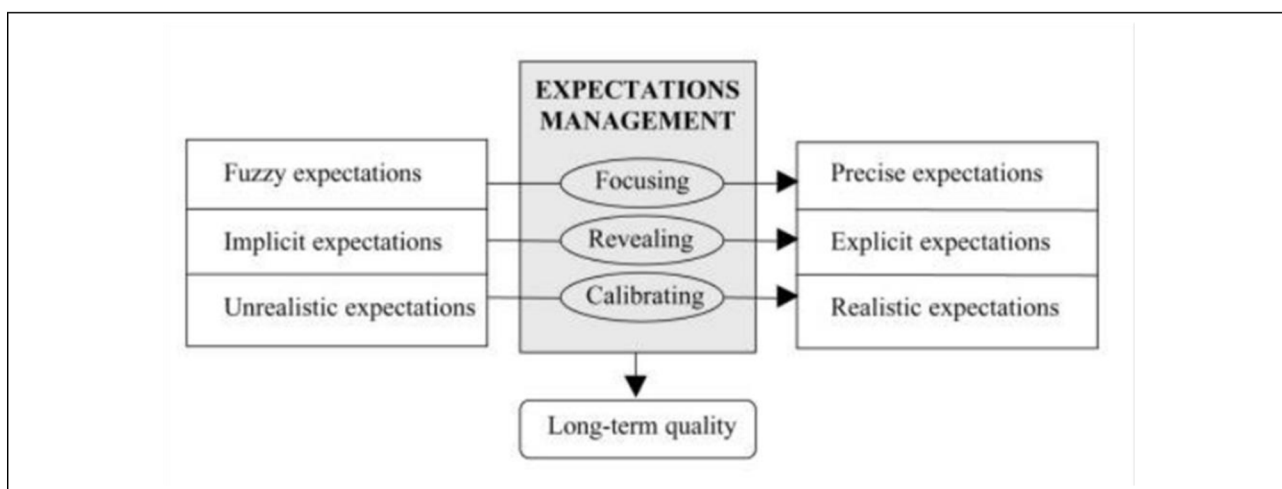 EXPECTATIONS
MANAGEMENT
Fuzzy expectations
Focusing
Precise expectations
Implicit expectations
Revealing
Explicit expectations
Unrealistic expectations
Calibrating
Realistic expectations
Long-term quality